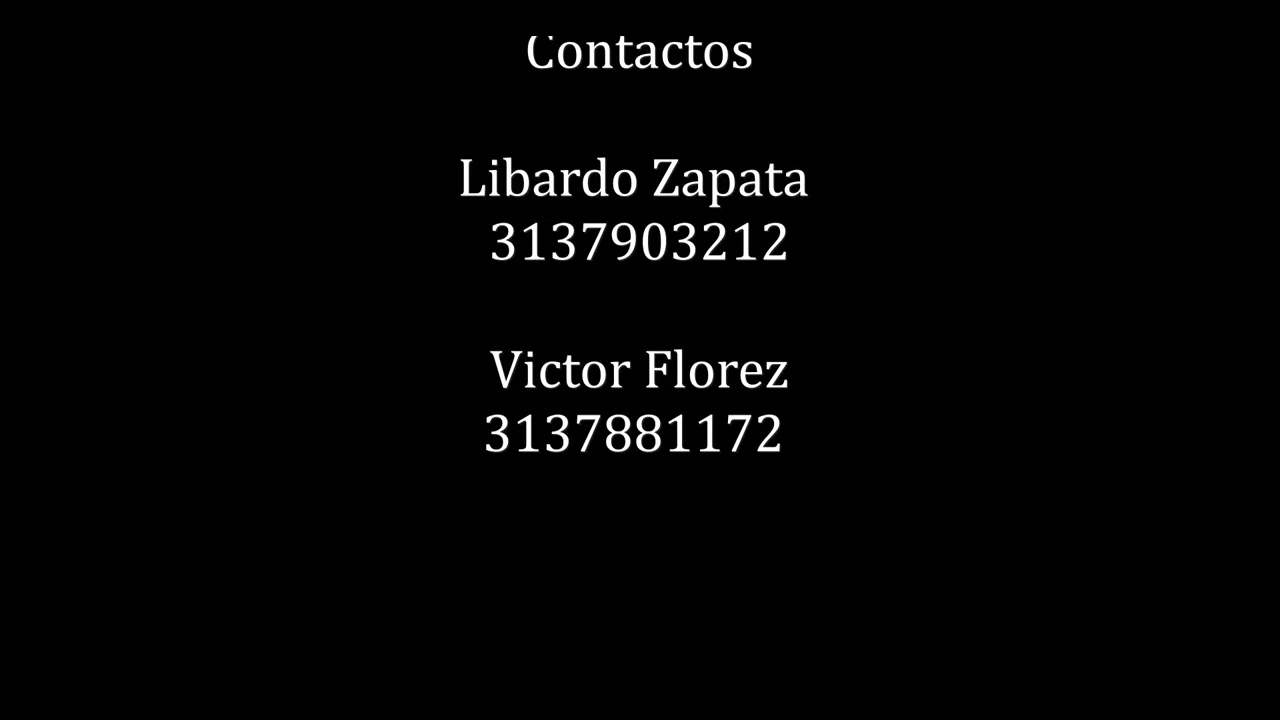 Contactos
Libardo Zapata
3137903212
Victor Florez
3137881172